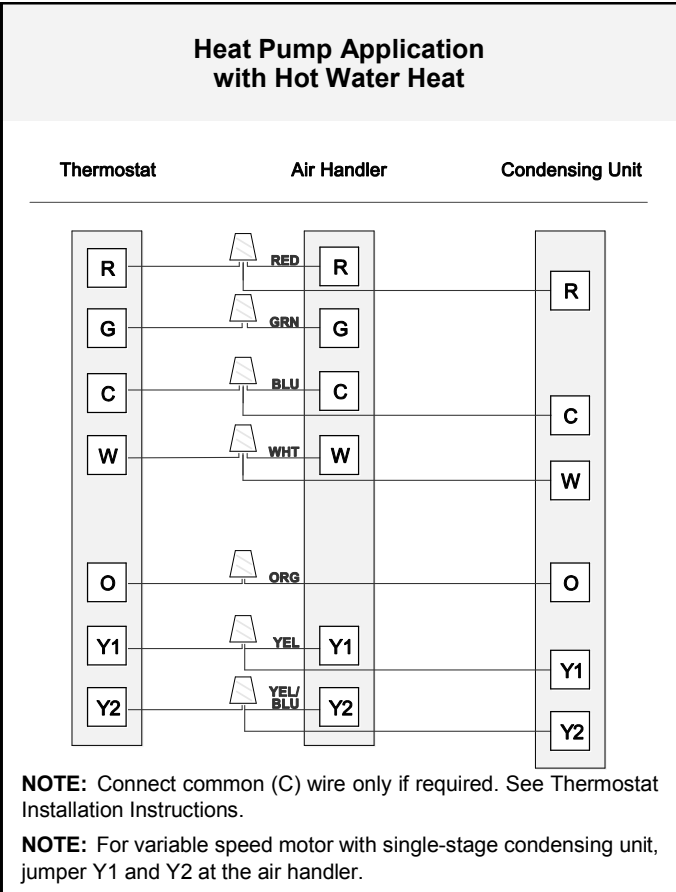 Heat Pump Application
with Hot Water Heat
Thermostat Air Handler Condensing Unit
R RED R
R
G GRN G
C BLU C
C
W WHT W
W
O ORG O
Y1 YEL Y1
Y1
Y2 YEL/
BLU Y2
Y2
NOTE: Connect common (C) wire only if required. See Thermostat
Installation Instructions.
NOTE: For variable speed motor with single-stage condensing unit,
jumper Y1 and Y2 at the air handler.